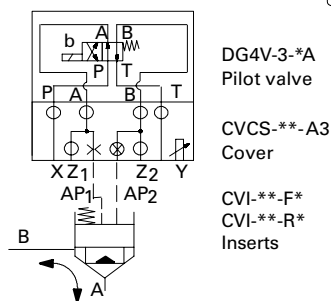 A B
b
P T
P A B T
X Z1 Z2 Y
AP1 AP2
B
A
DG4V-3-*A
Pilot valve
CVCS-**-A3
Cover
CVI-**-F*
CVI-**-R*
Inserts